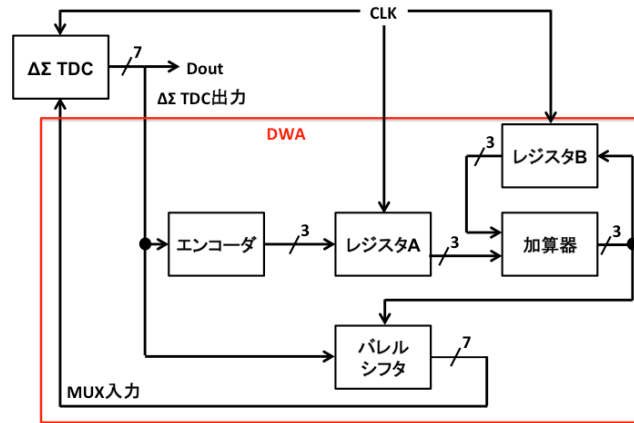 CLK
ΔΣ TDC
7
Dout
ΔΣ TDC出力
DWA
3
レジスタB
エンコーダ
3
レジスタA
3
加算器
3
バレル
シフタ
7
MUX入力